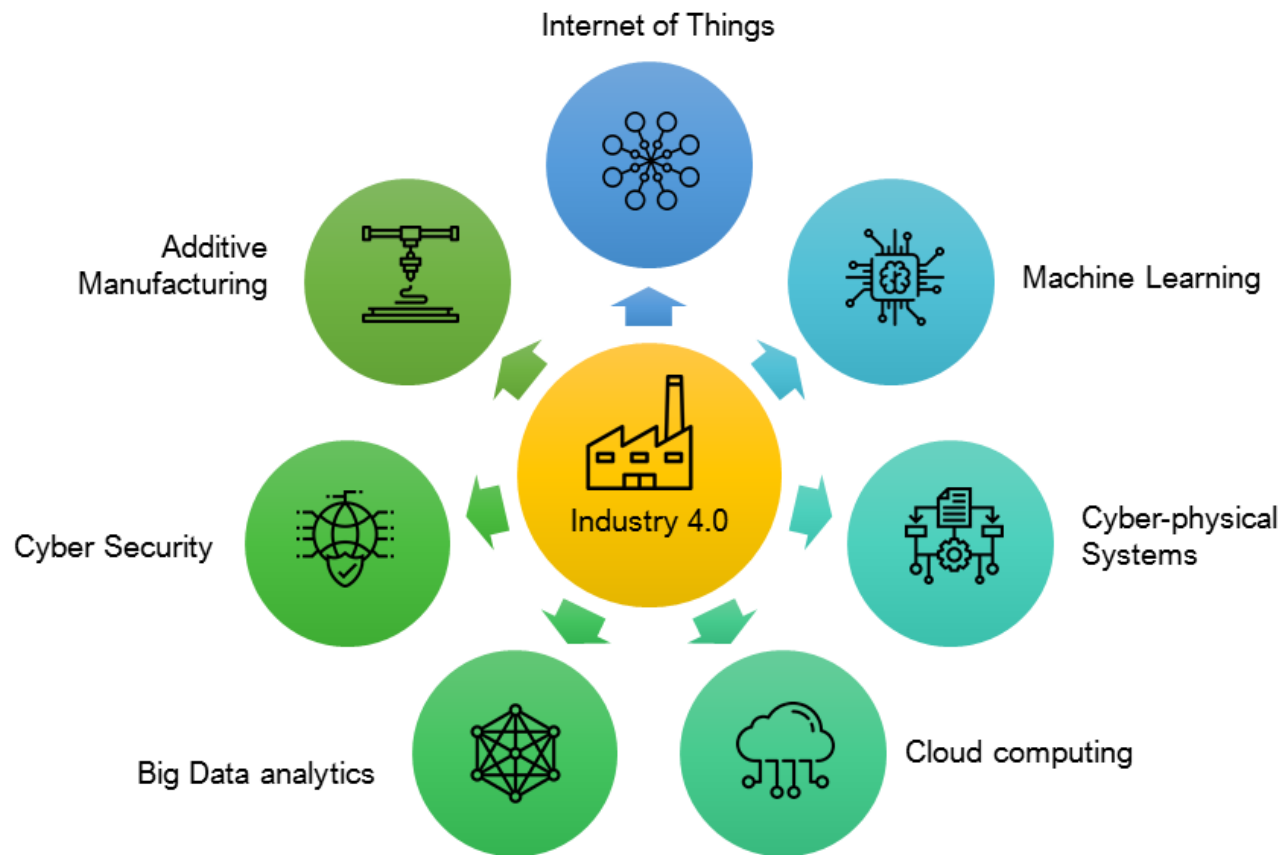 Internet of Things
Additive
Manufacturing
Machine Learning
Industry 4.0
Cyber Security
Cyber-physical
Systems
Big Data analytics
Cloud computing